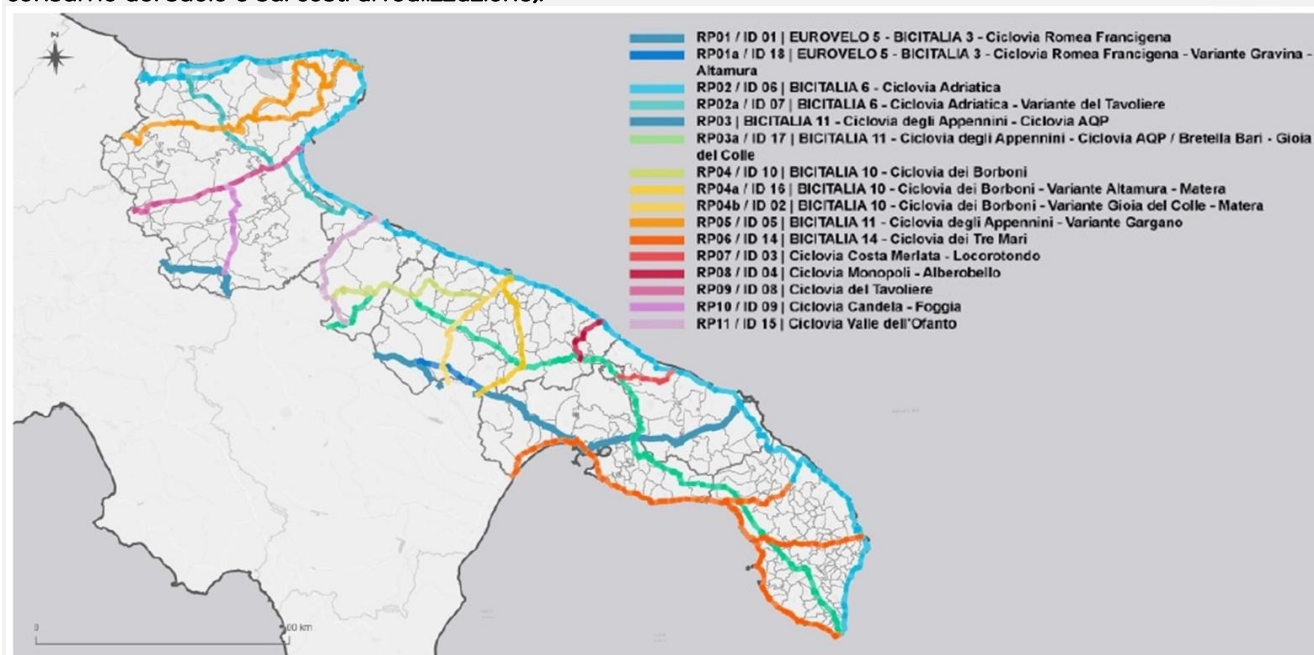 consumo del suolo e sui costi di realizzazione).
N
RP01 / ID 01 | EUROVELO 5 - BICITALIA 3 - Ciclovia Romea Francigena
RP01a / ID 18 | EUROVELO 5 - BICITALIA 3 - Ciclovia Romea Francigena - Variante Gravina -
Altamura
RP02 / ID 06 | BICITALIA 6 - Ciclovia Adriatica
RP02a / ID 07 | BICITALIA 6 - Ciclovia Adriatica - Variante del Tavoliere
RP03 | BICITALIA 11 - Ciclovia degli Appennini - Ciclovia AQP
RP03a / ID 17 | BICITALIA 11 - Ciclovia degli Appennini - Ciclovia AQP / Bretella Bari - Gioia
del Colle
RP04 / ID 10 | BICITALIA 10 - Ciclovia dei Borboni
RP04a / ID 16 | BICITALIA 10 - Ciclovia dei Borboni - Variante Altamura - Matera
RP04b / ID 02 | BICITALIA 10 - Ciclovia dei Borboni - Variante Gioia del Colle - Matera
RP05 / ID 05 | BICITALIA 11 - Ciclovia degli Appennini - Variante Gargano
RP06 / ID 14 | BICITALIA 14 - Ciclovia dei Tre Mari
RP07 / ID 03 | Ciclovia Costa Merlata - Locorotondo
RP08 / ID 04 | Ciclovia Monopoli - Alberobello
RP09 / ID 08 | Ciclovia del Tavoliere
RP10 / ID 09 | Ciclovia Candela - Foggia
RP11 / ID 15 | Ciclovia Valle dell'Ofanto
0
km